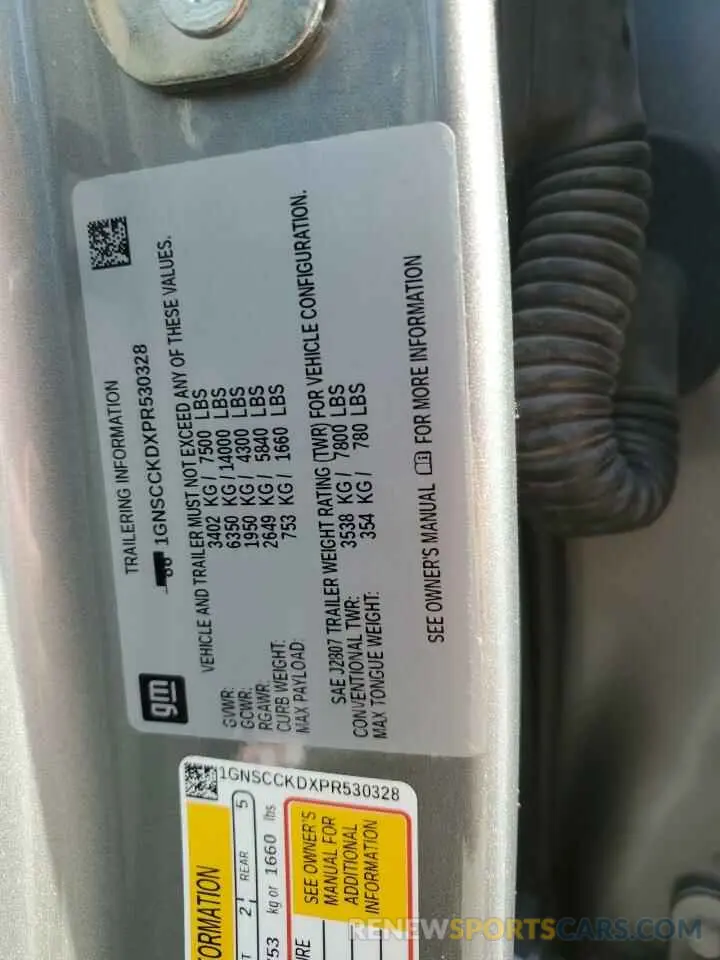 gm
TRAILERING INFORMATION
1GNSCCKDXPR530328
VEHICLE AND TRAILER MUST NOT EXCEED ANY OF THESE VALUES.
GVWR: 3402 KG / 7500 LBS
GCWR: 6350 KG / 14000 LBS
RGAWR: 1950 KG / 4300 LBS
CURB WEIGHT: 2649 KG / 5840 LBS
MAX PAYLOAD: 753 KG / 1660 LBS
SAE J2807 TRAILER WEIGHT RATING (TWR) FOR VEHICLE CONFIGURATION.
CONVENTIONAL TWR: 3538 KG / 7800 LBS
MAX TONGUE WEIGHT: 354 KG / 780 LBS
SEE OWNER'S MANUAL FOR MORE INFORMATION
1GNSCCKDXPR530328
ORMATION
2 REAR 5
753 kg or 1660 lbs
SEE OWNER'S
MANUAL FOR
ADDITIONAL
INFORMATION
RENEWSPORTSCARS.COM